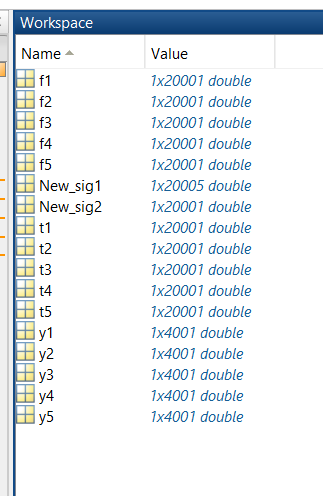 Workspace
Name Value
f1 1x20001 double
f2 1x20001 double
f3 1x20001 double
f4 1x20001 double
f5 1x20001 double
New_sig1 1x20005 double
New_sig2 1x20001 double
t1 1x20001 double
t2 1x20001 double
t3 1x20001 double
t4 1x20001 double
t5 1x20001 double
y1 1x4001 double
y2 1x4001 double
y3 1x4001 double
y4 1x4001 double
y5 1x4001 double